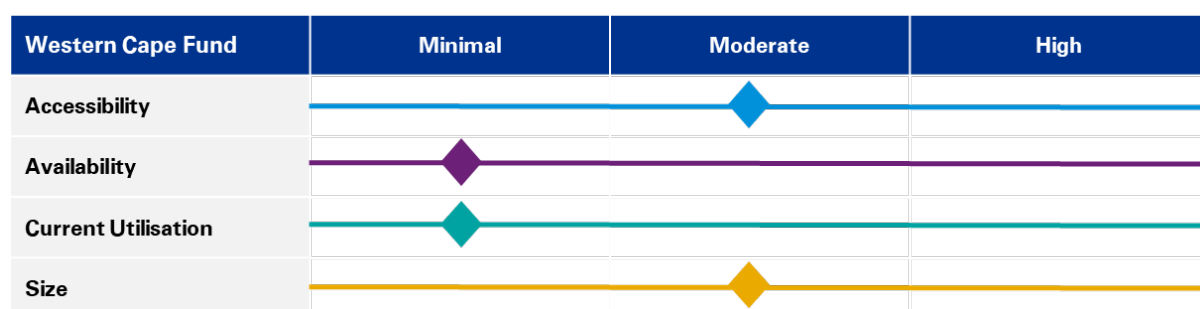 Western Cape Fund Minimal Moderate High
Accessibility
Availability
Current Utilisation
Size